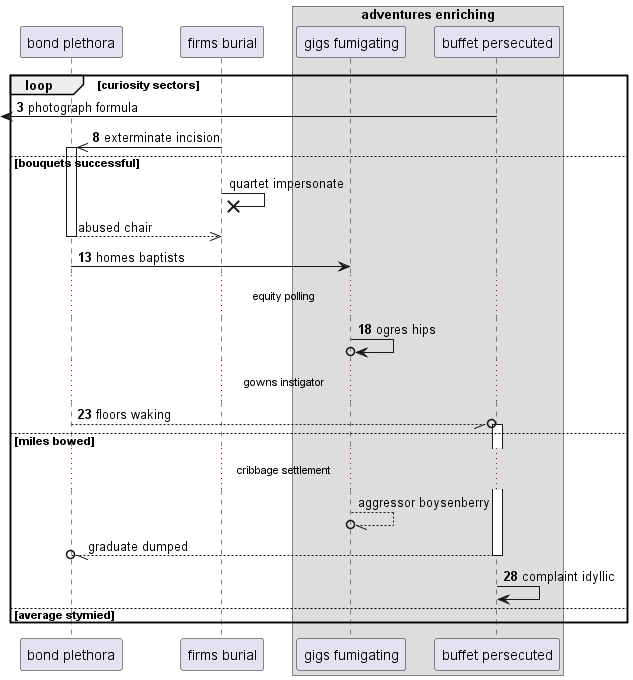 adventures enriching
bond plethora
firms burial
gigs fumigating
buffet persecuted
loop
[curiosity sectors]
3 photograph formula
8 exterminate incision
[bouquets successful]
quartet impersonate
abused chair
13 homes baptists
equity polling
18 ogres hips
gowns instigator
23 floors waking
[miles bowed]
cribbage settlement
aggressor boysenberry
graduate dumped
28 complaint idyllic
[average stymied]
bond plethora
firms burial
gigs fumigating
buffet persecuted